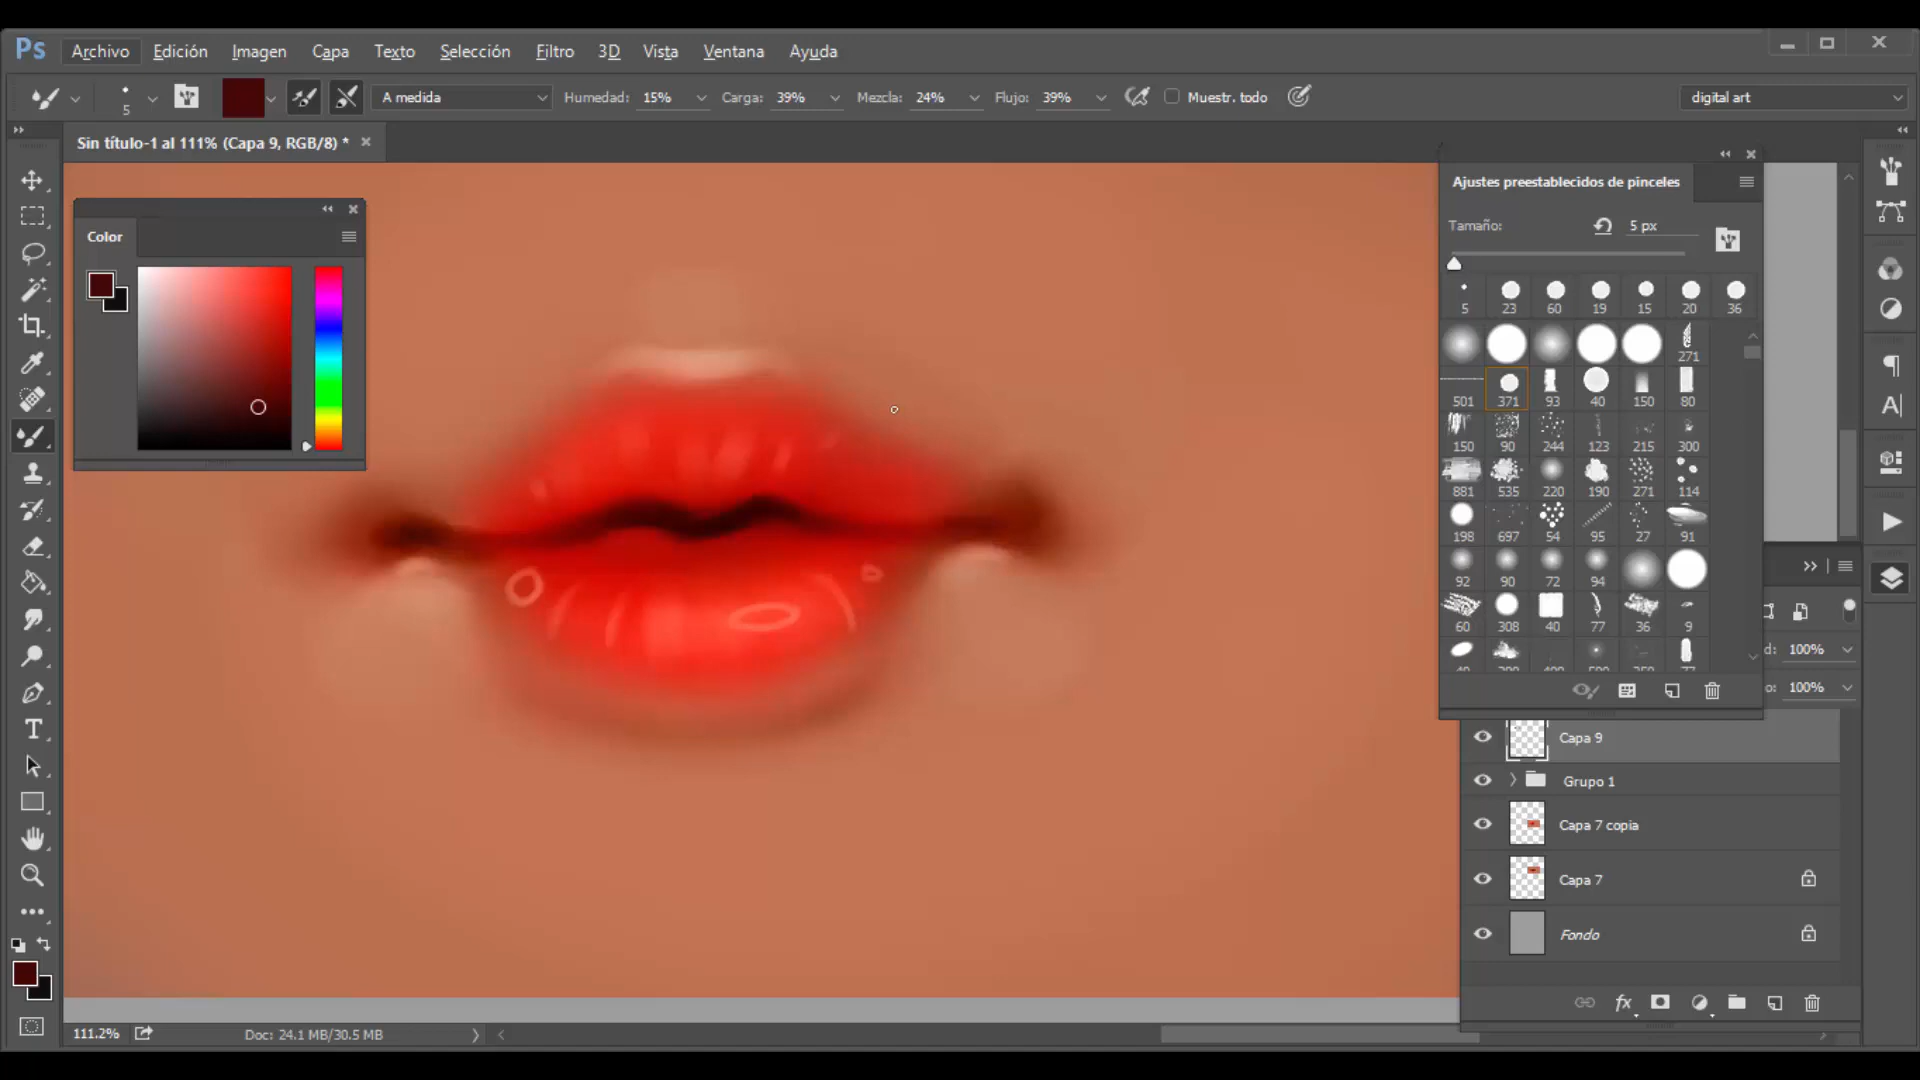 Ps Archivo Edición Imagen Capa Texto Selección Filtro 3D Vista Ventana Ayuda
5 A medida Humedad: 15% Carga: 39% Mezcla: 24% Flujo: 39% Muestr. todo digital art
Sin título-1 al 111% (Capa 9, RGB/8) *
Color
Ajustes preestablecidos de pinceles
Tamaño: 5 px
5 23 60 19 15 20 36
271
501 371 93 40 150 80
150 90 244 123 215 300
881 535 220 190 271 114
198 697 54 95 27 91
92 90 72 94
60 308 40 77 36 9
d: 100%
o: 100%
Capa 9
Grupo 1
Capa 7 copia
Capa 7
Fondo
fx
111.2% Doc: 24.1 MB/30.5 MB